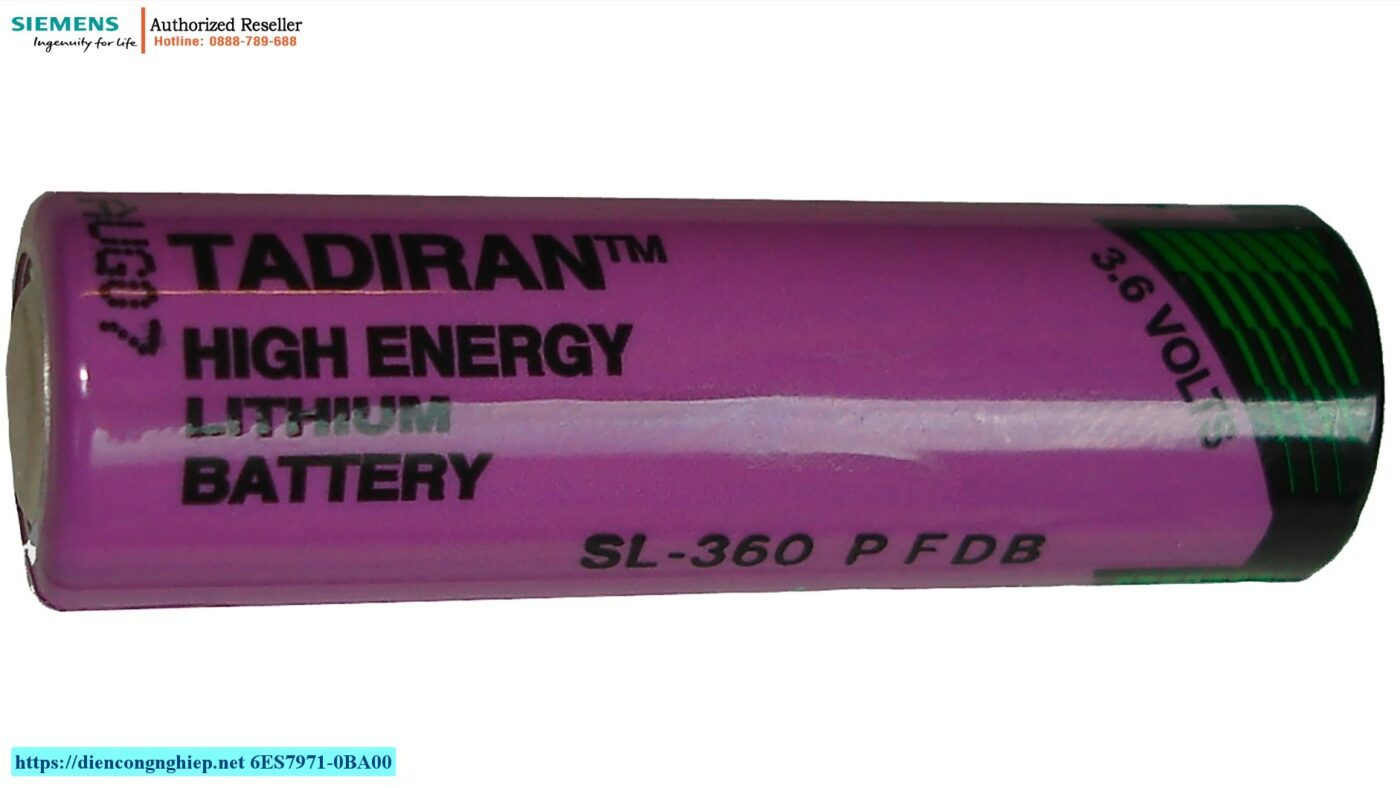 SIEMENS
Ingenuity for life
Authorized Reseller
Hotline: 0888-789-688
AUG07
TADIRAN™
HIGH ENERGY
LITHIUM
BATTERY
3.6 VOLTS
SL-360 P F D B
https://diencongnghiep.net 6ES7971-0BA00